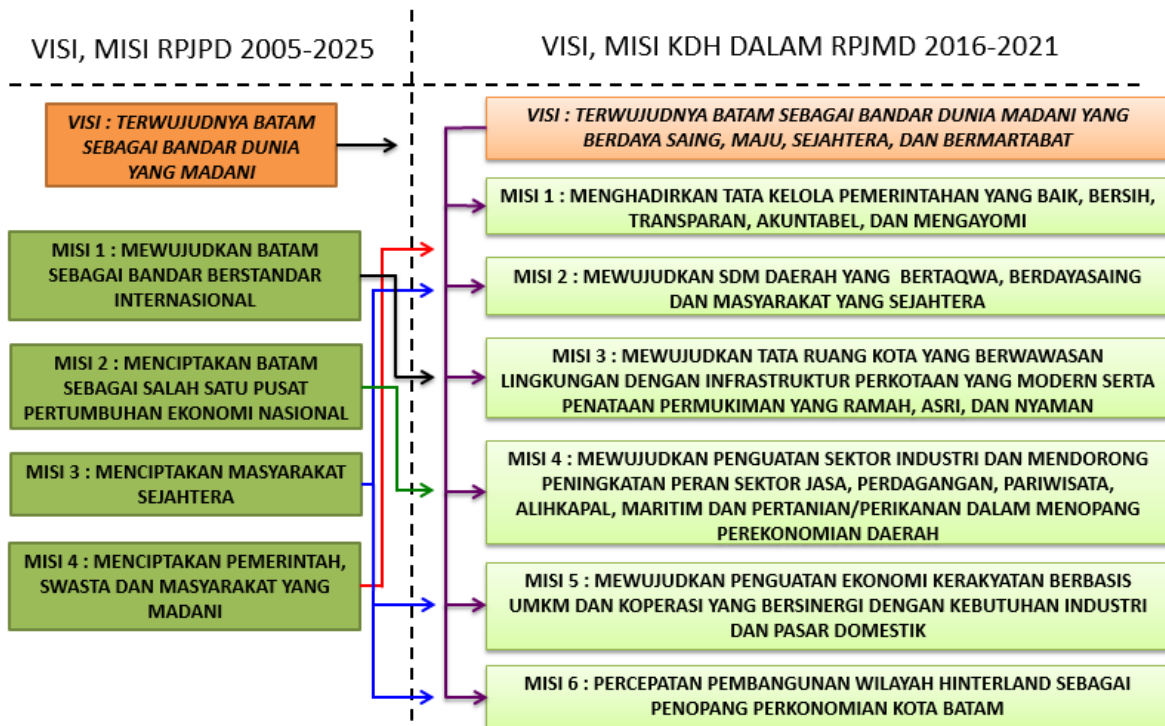 VISI, MISI RPJPD 2005-2025
VISI : TERWUJUDNYA BATAM
SEBAGAI BANDAR DUNIA
YANG MADANI
MISI 1 : MEWUJUDKAN BATAM
SEBAGAI BANDAR BERSTANDAR
INTERNASIONAL
MISI 2 : MENCIPTAKAN BATAM
SEBAGAI SALAH SATU PUSAT
PERTUMBUHAN EKONOMI NASIONAL
MISI 3 : MENCIPTAKAN MASYARAKAT
SEJAHTERA
MISI 4 : MENCIPTAKAN PEMERINTAH,
SWASTA DAN MASYARAKAT YANG
MADANI
VISI, MISI KDH DALAM RPJMD 2016-2021
VISI : TERWUJUDNYA BATAM SEBAGAI BANDAR DUNIA MADANI YANG
BERDAYA SAING, MAJU, SEJAHTERA, DAN BERMARTABAT
MISI 1 : MENGHADIRKAN TATA KELOLA PEMERINTAHAN YANG BAIK, BERSIH,
TRANSPARAN, AKUNTABEL, DAN MENGAYOMI
MISI 2 : MEWUJUDKAN SDM DAERAH YANG BERTAQWA, BERDAYASAING
DAN MASYARAKAT YANG SEJAHTERA
MISI 3 : MEWUJUDKAN TATA RUANG KOTA YANG BERWAWASAN
LINGKUNGAN DENGAN INFRASTRUKTUR PERKOTAAN YANG MODERN SERTA
PENATAAN PERMUKIMAN YANG RAMAH, ASRI, DAN NYAMAN
MISI 4 : MEWUJUDKAN PENGUATAN SEKTOR INDUSTRI DAN MENDORONG
PENINGKATAN PERAN SEKTOR JASA, PERDAGANGAN, PARIWISATA,
ALIHKAPAL, MARITIM DAN PERTANIAN/PERIKANAN DALAM MENOPANG
PEREKONOMIAN DAERAH
MISI 5 : MEWUJUDKAN PENGUATAN EKONOMI KERAKYATAN BERBASIS
UMKM DAN KOPERASI YANG BERSINERGI DENGAN KEBUTUHAN INDUSTRI
DAN PASAR DOMESTIK
MISI 6 : PERCEPATAN PEMBANGUNAN WILAYAH HINTERLAND SEBAGAI
PENOPANG PERKONOMIAN KOTA BATAM